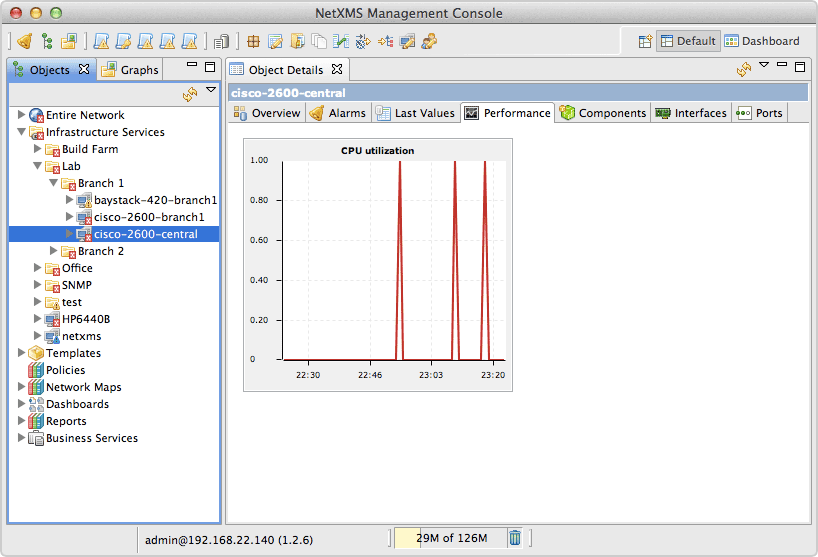 NetXMS Management Console
Default
Dashboard
Objects
Graphs
Object Details
cisco-2600-central
Overview
Alarms
Last Values
Performance
Components
Interfaces
Ports
Entire Network
Infrastructure Services
Build Farm
Lab
Branch 1
baystack-420-branch1
cisco-2600-branch1
cisco-2600-central
Branch 2
Office
SNMP
test
HP6440B
netxms
Templates
Policies
Network Maps
Dashboards
Reports
Business Services
CPU utilization
1.00
0.80
0.60
0.40
0.20
0
22:30 22:46 23:03 23:20
admin@192.168.22.140 (1.2.6)
29M of 126M